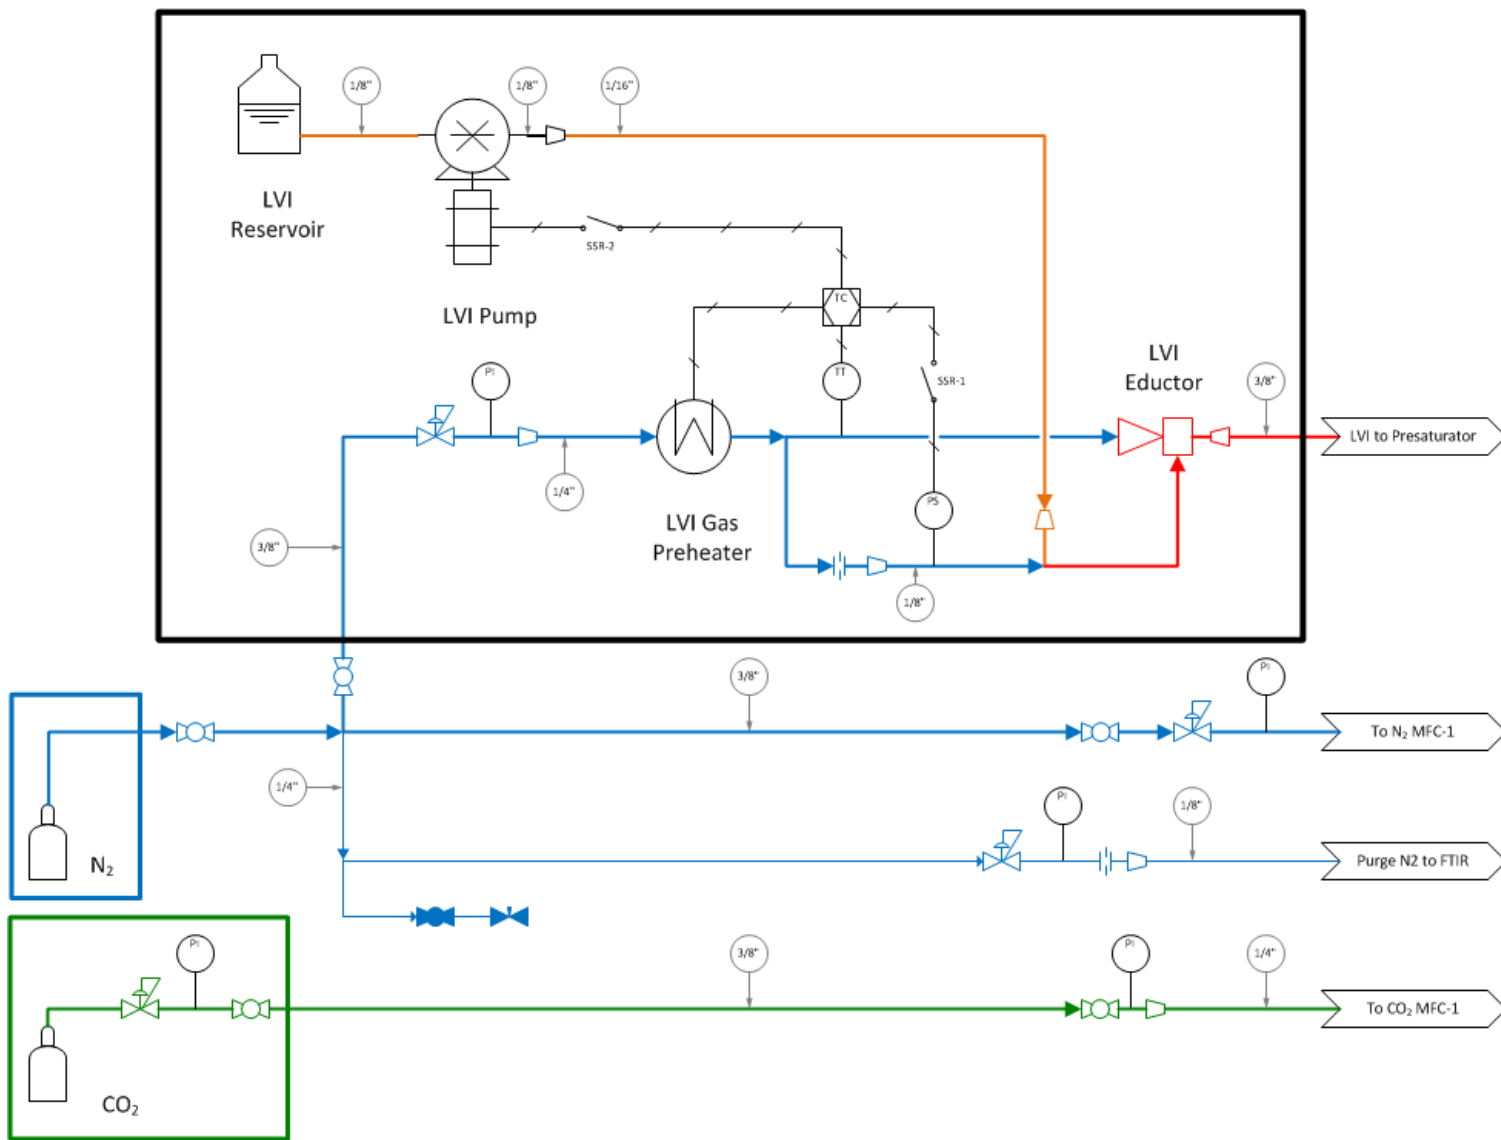 1/8"
1/8"
1/16"
LVI
Reservoir
SSR-2
LVI Pump
TC
PI
TT
SSR-1
LVI
Eductor
3/8"
LVI to Presaturator
1/4"
LVI Gas
Preheater
PS
3/8"
1/8"
3/8"
PI
To N₂ MFC-1
1/4"
PI
1/8"
N₂
Purge N2 to FTIR
PI
3/8"
PI
1/4"
To CO₂ MFC-1
CO₂